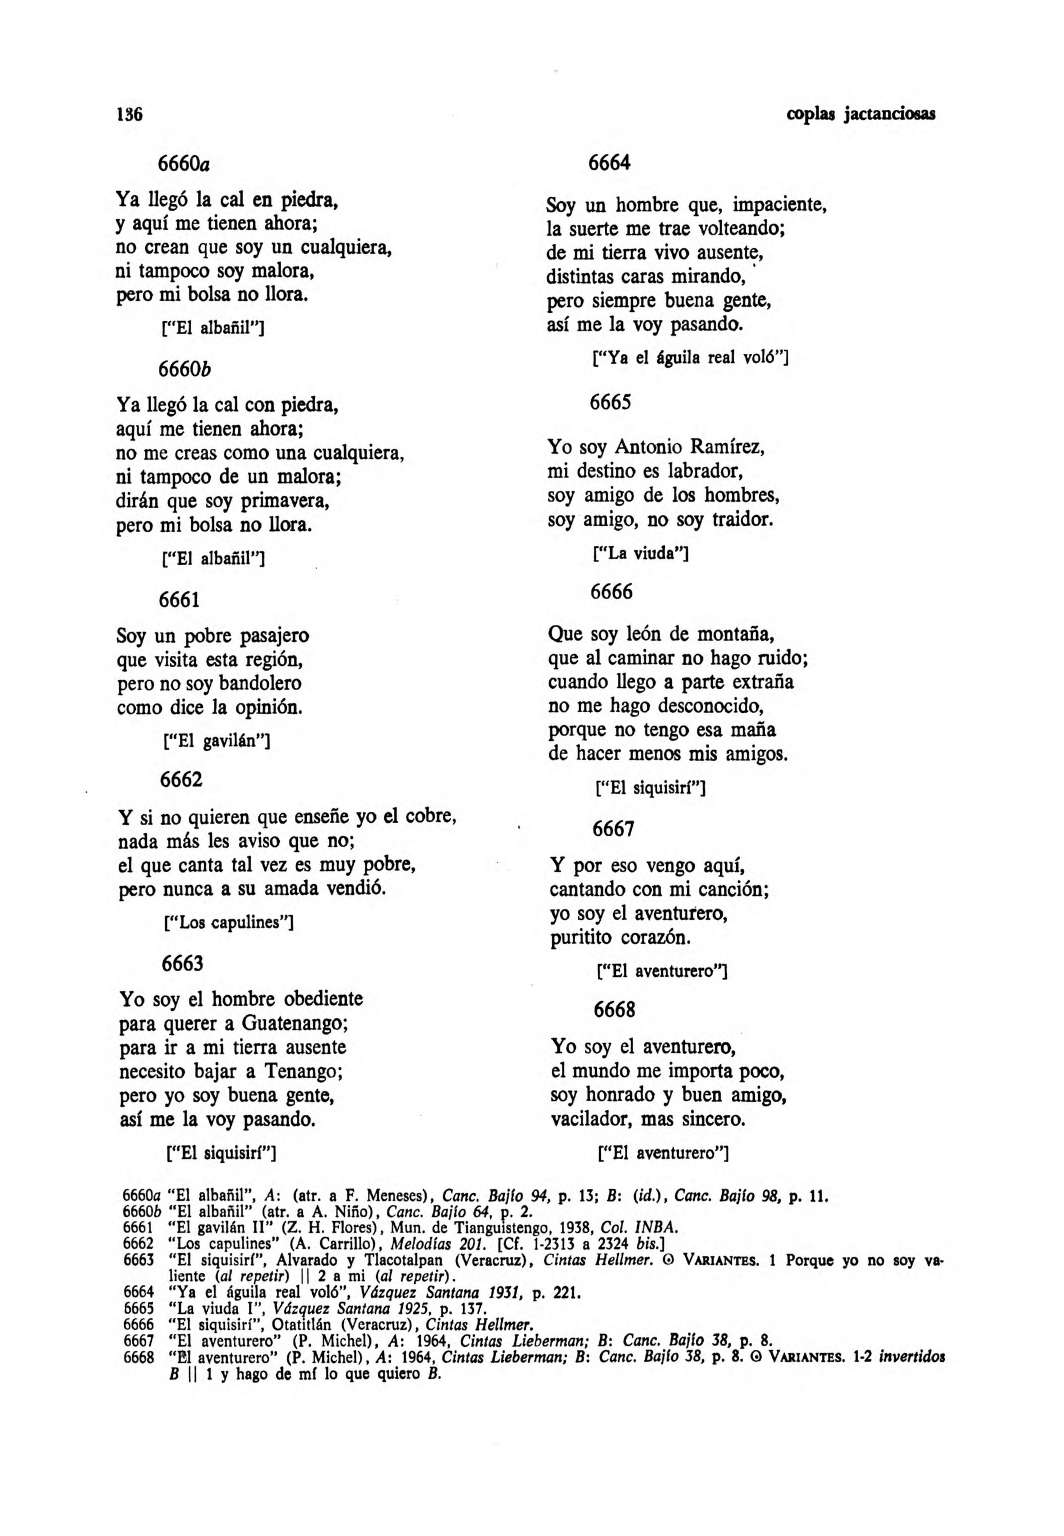 136
coplas jactanciosas
6660a
Ya llegó la cal en piedra,
y aquí me tienen ahora;
no crean que soy un cualquiera,
ni tampoco soy malora,
pero mi bolsa no llora.
["El albañil"]
6660b
Ya llegó la cal con piedra,
aquí me tienen ahora;
no me creas como una cualquiera,
ni tampoco de un malora;
dirán que soy primavera,
pero mi bolsa no llora.
["El albañil"]
6661
Soy un pobre pasajero
que visita esta región,
pero no soy bandolero
como dice la opinión.
["El gavilán"]
6662
Y si no quieren que enseñe yo el cobre,
nada más les aviso que no;
el que canta tal vez es muy pobre,
pero nunca a su amada vendió.
["Los capulines"]
6663
Yo soy el hombre obediente
para querer a Guatenango;
para ir a mi tierra ausente
necesito bajar a Tenango;
pero yo soy buena gente,
así me la voy pasando.
["El siquisirí"]
6664
Soy un hombre que, impaciente,
la suerte me trae volteando;
de mi tierra vivo ausente,
distintas caras mirando,
pero siempre buena gente,
así me la voy pasando.
["Ya el águila real voló"]
6665
Yo soy Antonio Ramírez,
mi destino es labrador,
soy amigo de los hombres,
soy amigo, no soy traidor.
["La viuda"]
6666
Que soy león de montaña,
que al caminar no hago ruido;
cuando llego a parte extraña
no me hago desconocido,
porque no tengo esa maña
de hacer menos mis amigos.
["El siquisirí"]
6667
Y por eso vengo aquí,
cantando con mi canción;
yo soy el aventurero,
puritito corazón.
["El aventurero"]
6668
Yo soy el aventurero,
el mundo me importa poco,
soy honrado y buen amigo,
vacilador, mas sincero.
["El aventurero"]
6660a "El albañil", A: (atr. a F. Meneses), Canc. Bajío 94, p. 13; B: (id.), Canc. Bajío 98, p. 11.
6660b "El albañil" (atr. a A. Niño), Canc. Bajío 64, p. 2.
6661 "El gavilán II" (Z. H. Flores), Mun. de Tianguistengo, 1938, Col. INBA.
6662 "Los capulines" (A. Carrillo), Melodías 201. [Cf. 1-2313 a 2324 bis.]
6663 "El siquisirí", Alvarado y Tlacotalpan (Veracruz), Cintas Hellmer. ⊙ VARIANTES. 1 Porque yo no soy va-
liente (al repetir) || 2 a mi (al repetir).
6664 "Ya el águila real voló", Vázquez Santana 1931, p. 221.
6665 "La viuda I", Vázquez Santana 1925, p. 137.
6666 "El siquisirí", Otatitlán (Veracruz), Cintas Hellmer.
6667 "El aventurero" (P. Michel), A: 1964, Cintas Lieberman; B: Canc. Bajío 38, p. 8.
6668 "El aventurero" (P. Michel), A: 1964, Cintas Lieberman; B: Canc. Bajío 38, p. 8. ⊙ VARIANTES. 1-2 invertidos
B || 1 y hago de mí lo que quiero B.